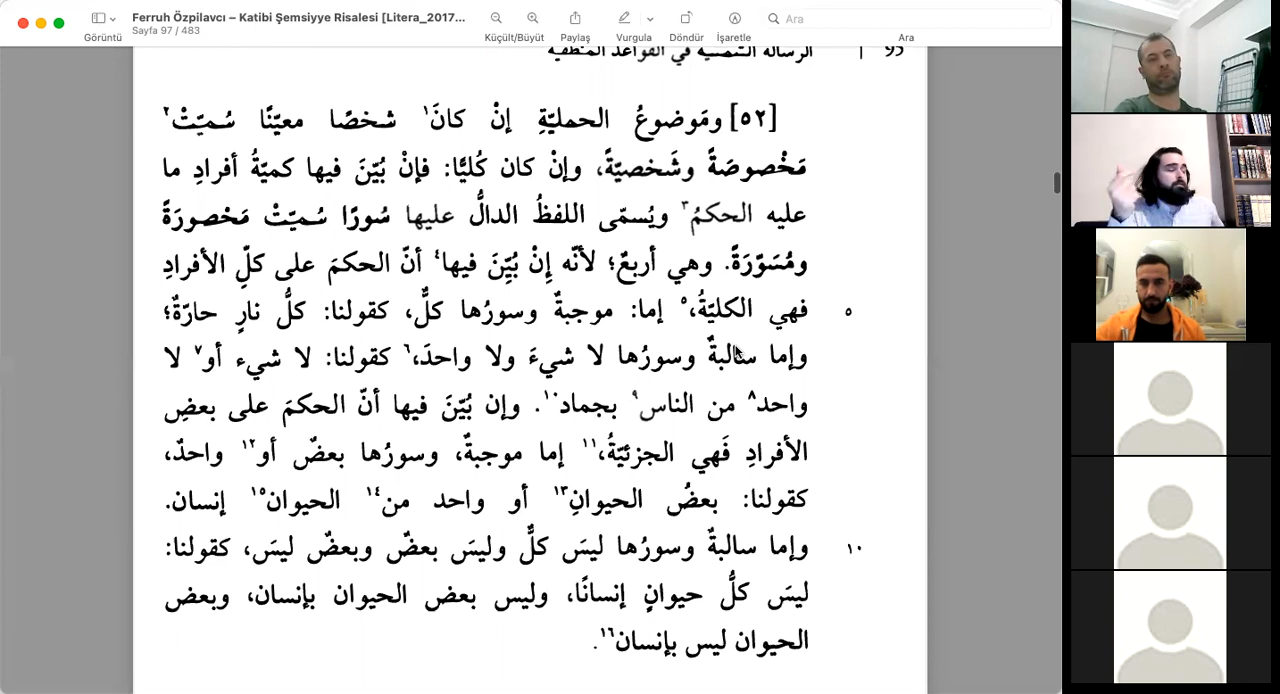 Ferruh Özpilavcı – Katibi Şemsiyye Risalesi [Litera_2017...
Sayfa 97 / 483
Görüntü
Küçült/Büyüt
Paylaş
Vurgula
Döndür
İşaretle
Ara
Ara
الرسالة الشمسية في القواعد المنطقية | 95
[٥٢] ومَوضوعُ الحمليّةِ إنْ كانَ١ شخصًا معيّنًا سُميّتْ٢
مَخْصوصَةً وشَخصيّةً، وإنْ كان كُليًّا: فإنْ بُيّنَ فيها كميّةُ أفرادِ ما
عليه الحكمُ٣ ويُسمّى اللفظُ الدالُّ عليها سُورًا سُميّتْ مَحْصورَةً
ومُسَوّرَةً. وهي أربعٌ؛ لأنّه إِنْ بُيِّنَ فيها٤ أنّ الحكمَ على كلِّ الأفرادِ
٥ فهي الكليّةُ،٥ إما: موجبةٌ وسورُها كلٌّ، كقولنا: كلُّ نارٍ حارّةٌ؛
وإما سالبةٌ وسورُها لا شيءَ ولا واحدَ،٦ كقولنا: لا شيء أو٧ لا
واحد٨ من الناس٩ بجماد١٠. وإن بُيّنَ فيها أنّ الحكمَ على بعضِ
الأفرادِ فَهي الجزئيّةُ،١١ إما موجبةٌ، وسورُها بعضٌ أو١٢ واحدٌ،
كقولنا: بعضُ الحيوانِ١٣ أو واحد من١٤ الحيوان١٥ إنسان.
١٠ وإما سالبةٌ وسورُها ليسَ كلٌّ وليسَ بعضٌ وبعضٌ ليسَ، كقولنا:
ليسَ كلُّ حيوانٍ إنسانًا، وليس بعض الحيوان بإنسان، وبعض
الحيوان ليس بإنسان١٦.